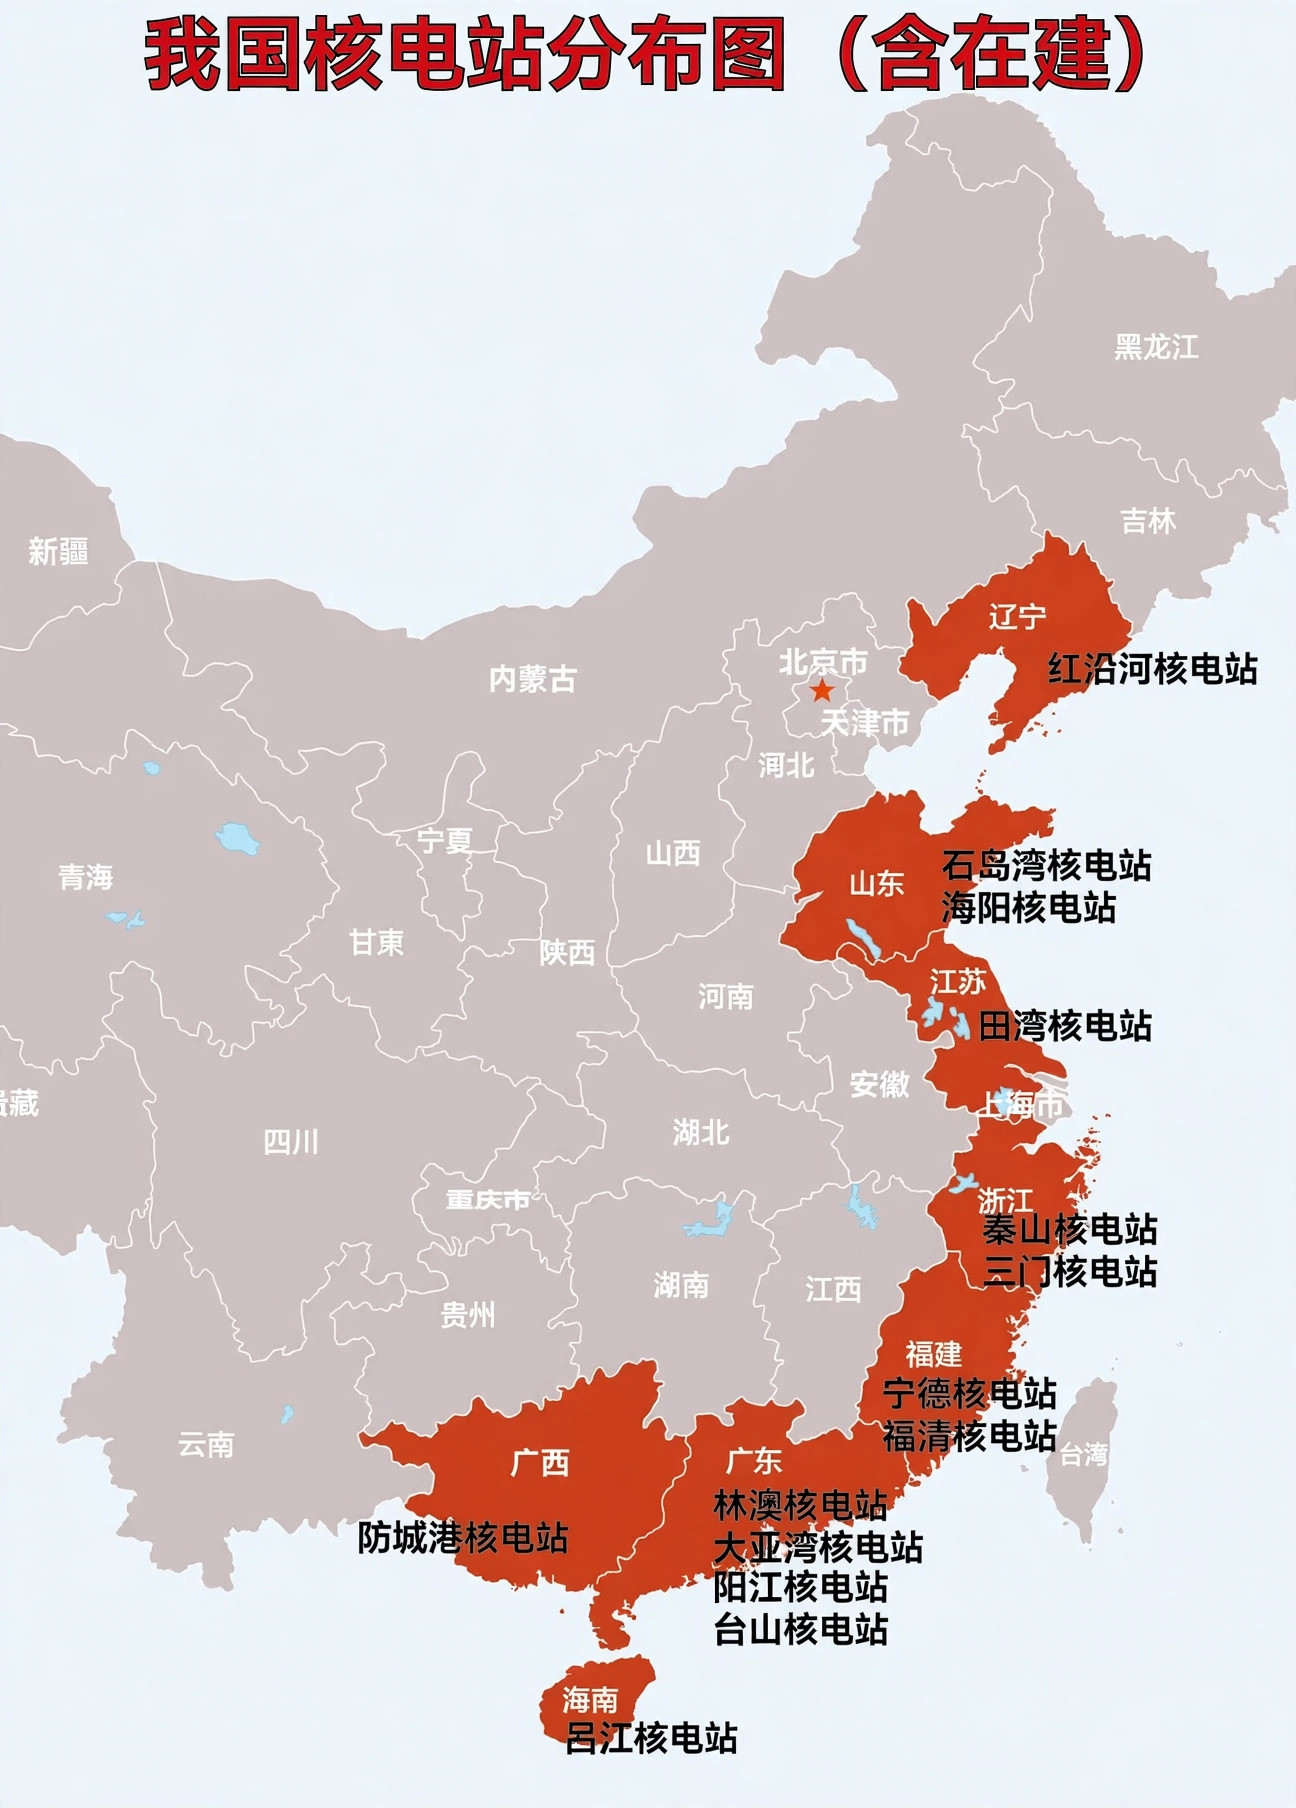 我国核电站分布图（含在建）
黑龙江
吉林
新疆
辽宁
红沿河核电站
北京市
内蒙古
天津市
河北
宁夏
山西
青海
山东
石岛湾核电站
海阳核电站
甘
陕西
江苏
河南
田湾核电站
安徽
上海市
藏
湖北
四川
重庆市
浙江
秦山核电站
三门核电站
湖南
江西
贵州
福建
宁德核电站
福清核电站
云南
广西
广东
台湾
林澳核电站
大亚湾核电站
防城港核电站
阳江核电站
台山核电站
海南
呂江核电站